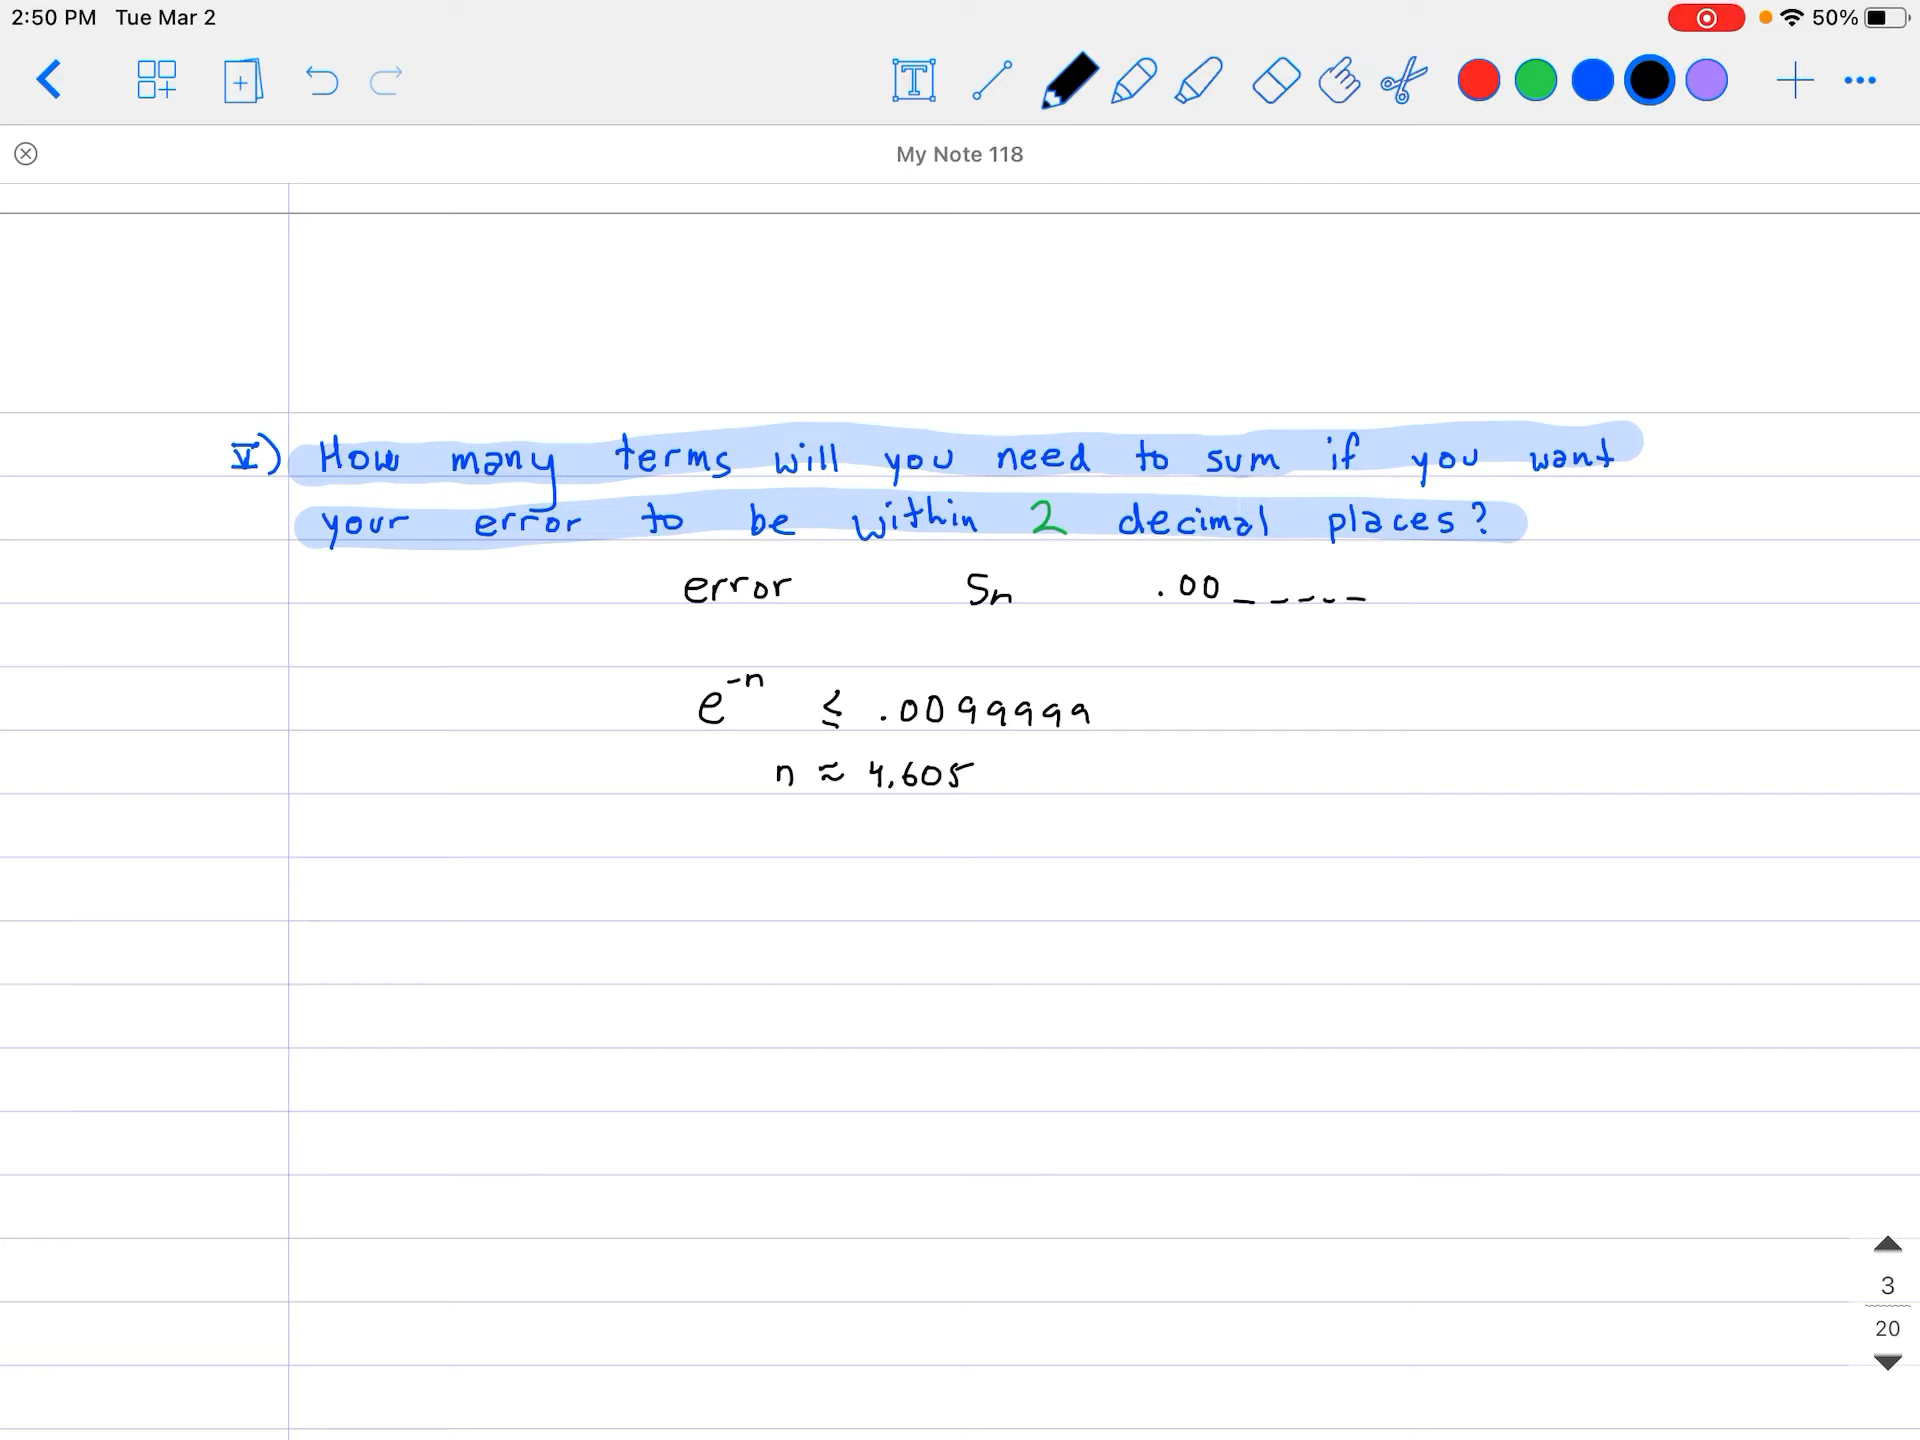 2:50 PM Tue Mar 2
50%
T
My Note 118
V) How many terms will you need to sum if you want
your error to be within 2 decimal places?
error Sn .00_ _ _ _ _
e^-n ≤ .0099999
n ≈ 4.605
3
20